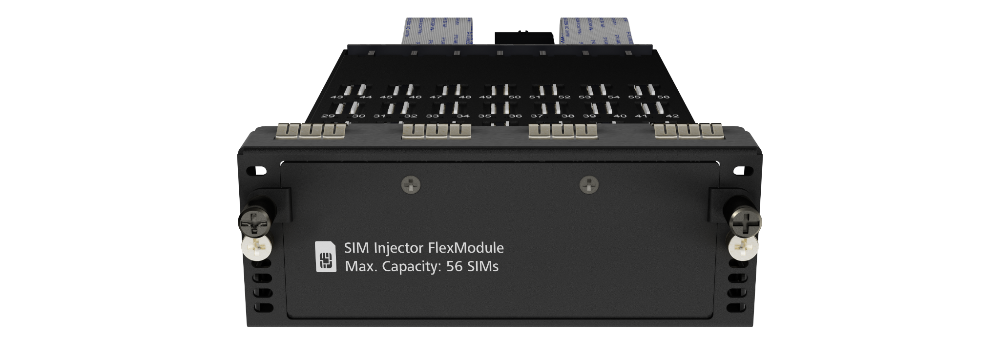 43 44 45 46 47 48 49 50 51 52 53 54 55 56
29 30 31 32 33 34 35 36 37 38 39 40 41 42
SIM Injector FlexModule
Max. Capacity: 56 SIMs